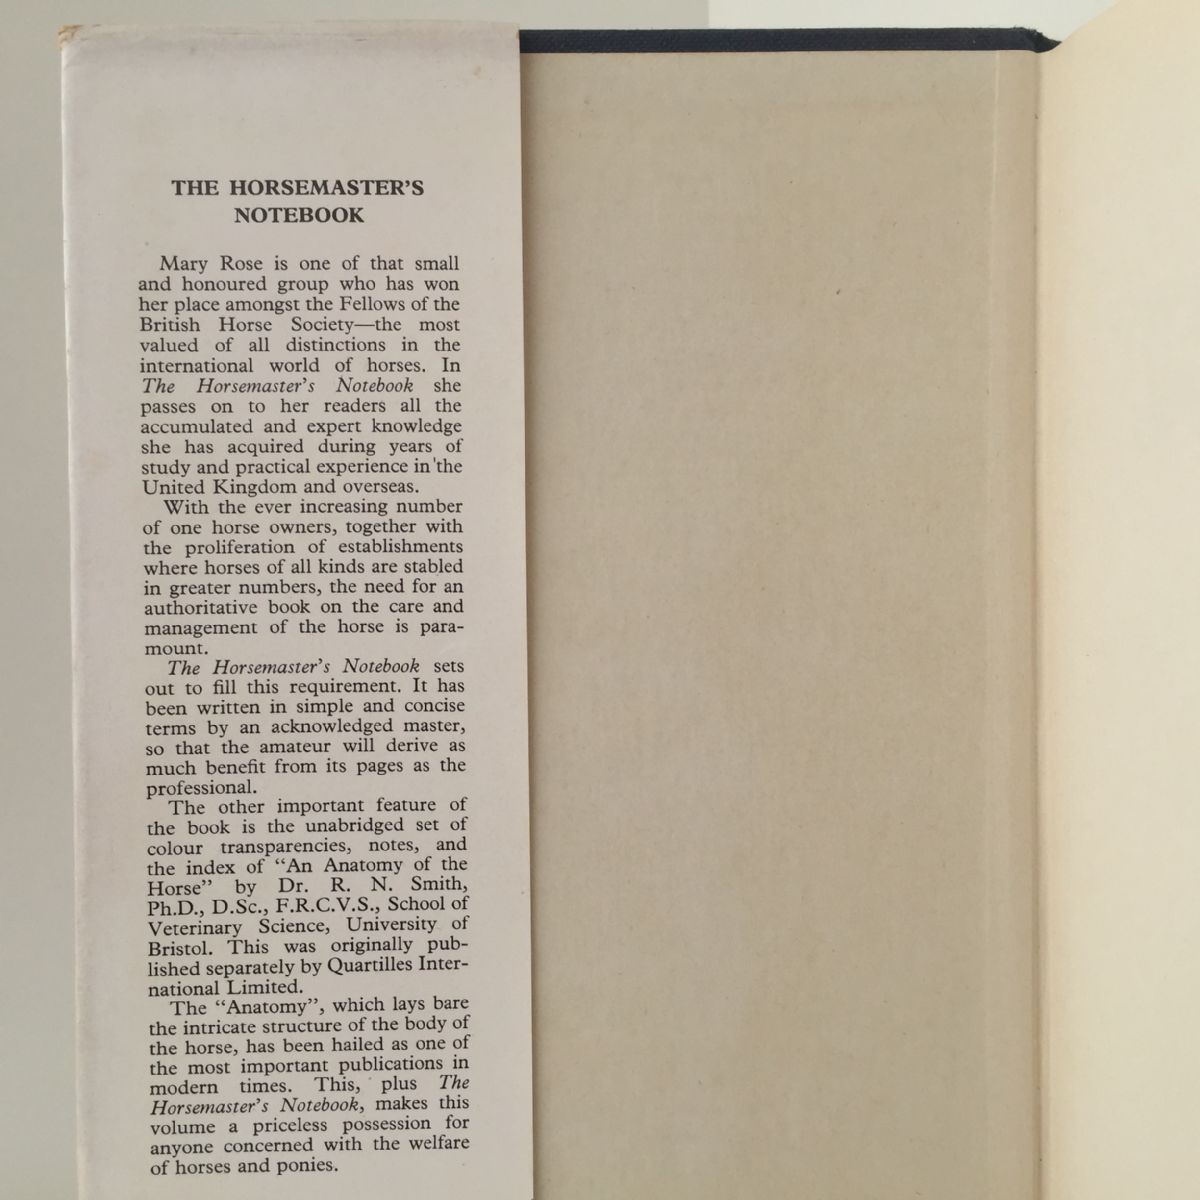 THE HORSEMASTER'S
NOTEBOOK
Mary Rose is one of that small
and honoured group who has won
her place amongst the Fellows of the
British Horse Society—the most
valued of all distinctions in the
international world of horses. In
The Horsemaster's Notebook she
passes on to her readers all the
accumulated and expert knowledge
she has acquired during years of
study and practical experience in the
United Kingdom and overseas.
With the ever increasing number
of one horse owners, together with
the proliferation of establishments
where horses of all kinds are stabled
in greater numbers, the need for an
authoritative book on the care and
management of the horse is para-
mount.
The Horsemaster's Notebook sets
out to fill this requirement. It has
been written in simple and concise
terms by an acknowledged master,
so that the amateur will derive as
much benefit from its pages as the
professional.
The other important feature of
the book is the unabridged set of
colour transparencies, notes, and
the index of “An Anatomy of the
Horse” by Dr. R. N. Smith,
Ph.D., D.Sc., F.R.C.V.S., School of
Veterinary Science, University of
Bristol. This was originally pub-
lished separately by Quartilles Inter-
national Limited.
The “Anatomy”, which lays bare
the intricate structure of the body of
the horse, has been hailed as one of
the most important publications in
modern times. This, plus The
Horsemaster's Notebook, makes this
volume a priceless possession for
anyone concerned with the welfare
of horses and ponies.